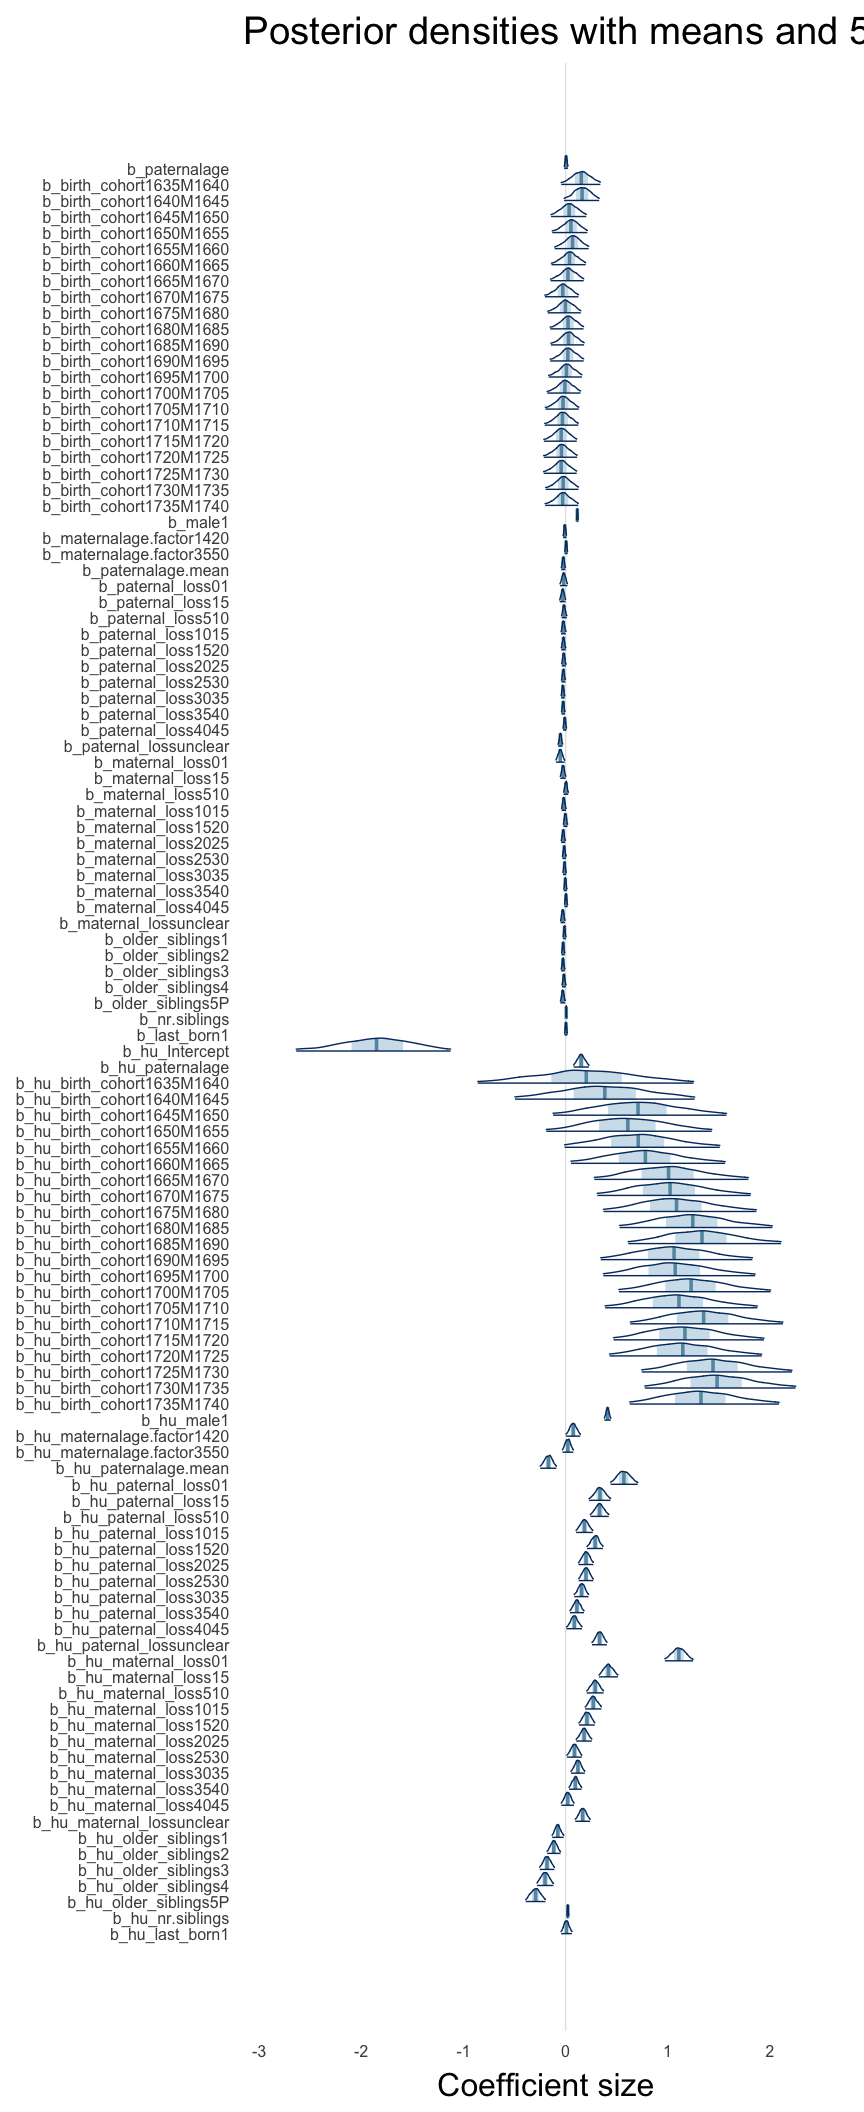 Posterior densities with means and 5
b_paternalage
b_birth_cohort1635M1640
b_birth_cohort1640M1645
b_birth_cohort1645M1650
b_birth_cohort1650M1655
b_birth_cohort1655M1660
b_birth_cohort1660M1665
b_birth_cohort1665M1670
b_birth_cohort1670M1675
b_birth_cohort1675M1680
b_birth_cohort1680M1685
b_birth_cohort1685M1690
b_birth_cohort1690M1695
b_birth_cohort1695M1700
b_birth_cohort1700M1705
b_birth_cohort1705M1710
b_birth_cohort1710M1715
b_birth_cohort1715M1720
b_birth_cohort1720M1725
b_birth_cohort1725M1730
b_birth_cohort1730M1735
b_birth_cohort1735M1740
b_male1
b_maternalage.factor1420
b_maternalage.factor3550
b_paternalage.mean
b_paternal_loss01
b_paternal_loss15
b_paternal_loss510
b_paternal_loss1015
b_paternal_loss1520
b_paternal_loss2025
b_paternal_loss2530
b_paternal_loss3035
b_paternal_loss3540
b_paternal_loss4045
b_paternal_lossunclear
b_maternal_loss01
b_maternal_loss15
b_maternal_loss510
b_maternal_loss1015
b_maternal_loss1520
b_maternal_loss2025
b_maternal_loss2530
b_maternal_loss3035
b_maternal_loss3540
b_maternal_loss4045
b_maternal_lossunclear
b_older_siblings1
b_older_siblings2
b_older_siblings3
b_older_siblings4
b_older_siblings5P
b_nr.siblings
b_last_born1
b_hu_Intercept
b_hu_paternalage
b_hu_birth_cohort1635M1640
b_hu_birth_cohort1640M1645
b_hu_birth_cohort1645M1650
b_hu_birth_cohort1650M1655
b_hu_birth_cohort1655M1660
b_hu_birth_cohort1660M1665
b_hu_birth_cohort1665M1670
b_hu_birth_cohort1670M1675
b_hu_birth_cohort1675M1680
b_hu_birth_cohort1680M1685
b_hu_birth_cohort1685M1690
b_hu_birth_cohort1690M1695
b_hu_birth_cohort1695M1700
b_hu_birth_cohort1700M1705
b_hu_birth_cohort1705M1710
b_hu_birth_cohort1710M1715
b_hu_birth_cohort1715M1720
b_hu_birth_cohort1720M1725
b_hu_birth_cohort1725M1730
b_hu_birth_cohort1730M1735
b_hu_birth_cohort1735M1740
b_hu_male1
b_hu_maternalage.factor1420
b_hu_maternalage.factor3550
b_hu_paternalage.mean
b_hu_paternal_loss01
b_hu_paternal_loss15
b_hu_paternal_loss510
b_hu_paternal_loss1015
b_hu_paternal_loss1520
b_hu_paternal_loss2025
b_hu_paternal_loss2530
b_hu_paternal_loss3035
b_hu_paternal_loss3540
b_hu_paternal_loss4045
b_hu_paternal_lossunclear
b_hu_maternal_loss01
b_hu_maternal_loss15
b_hu_maternal_loss510
b_hu_maternal_loss1015
b_hu_maternal_loss1520
b_hu_maternal_loss2025
b_hu_maternal_loss2530
b_hu_maternal_loss3035
b_hu_maternal_loss3540
b_hu_maternal_loss4045
b_hu_maternal_lossunclear
b_hu_older_siblings1
b_hu_older_siblings2
b_hu_older_siblings3
b_hu_older_siblings4
b_hu_older_siblings5P
b_hu_nr.siblings
b_hu_last_born1
-3 -2 -1 0 1 2
Coefficient size